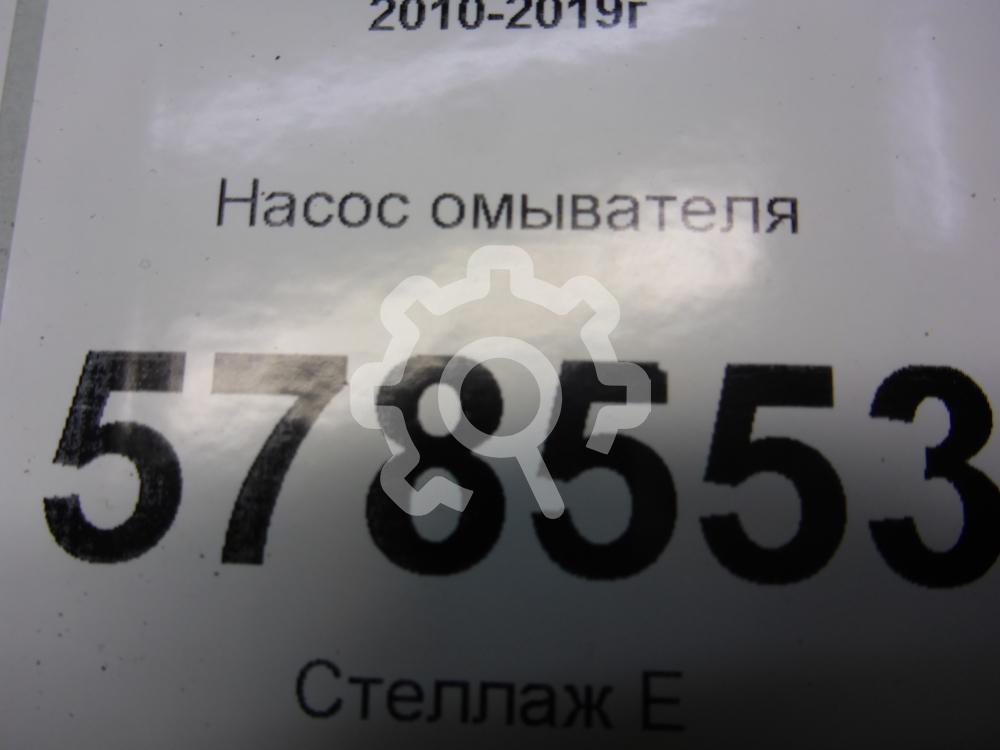 2010-2019г
Насос омывателя
578553
Стеллаж Е